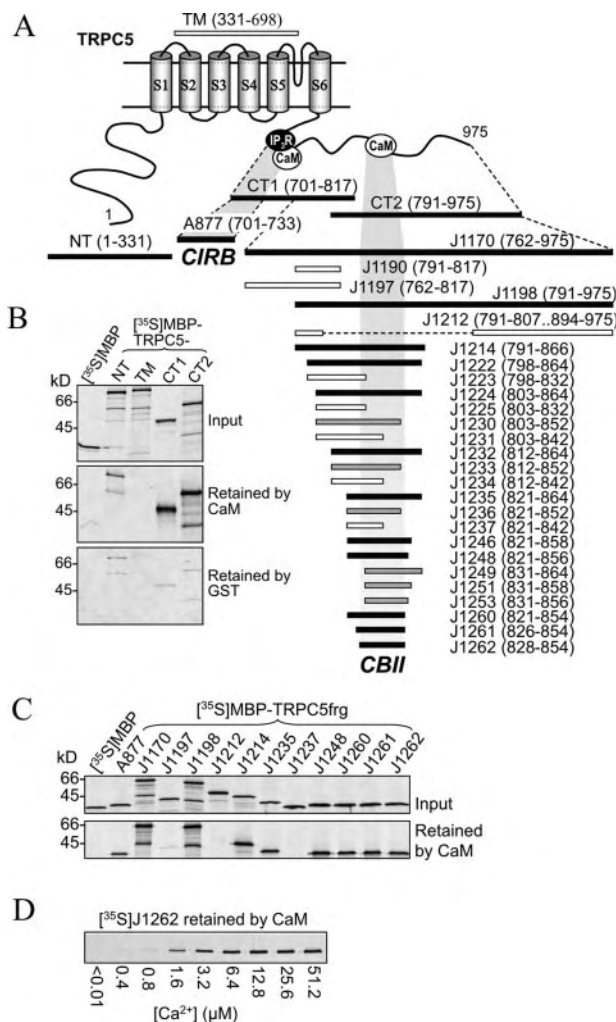 A
TM (331-698)
TRPC5
S1 S2 S3 S4 S5 S6
IP3R
CaM
CaM
975
1
CT1 (701-817)
CT2 (791-975)
A877 (701-733)
NT (1-331)
CIRB
J1170 (762-975)
J1190 (791-817)
J1197 (762-817)
J1198 (791-975)
J1212 (791-807..894-975)
J1214 (791-866)
J1222 (798-864)
J1223 (798-832)
J1224 (803-864)
J1225 (803-832)
J1230 (803-852)
J1231 (803-842)
J1232 (812-864)
J1233 (812-852)
J1234 (812-842)
J1235 (821-864)
J1236 (821-852)
J1237 (821-842)
J1246 (821-858)
J1248 (821-856)
J1249 (831-864)
J1251 (831-858)
J1253 (831-856)
J1260 (821-854)
J1261 (826-854)
J1262 (828-854)
CBII
B
[35S]MBP-
TRPC5-
[35S]MBP NT TM CT1 CT2
kD
66
45
Input
66
45
Retained by
CaM
66
45
Retained by
GST
C
[35S]MBP-TRPC5frg
[35S]MBP A877 J1170 J1197 J1198 J1212 J1214 J1235 J1237 J1248 J1260 J1261 J1262
kD
66
45
Input
66
45
Retained
by CaM
D
[35S]J1262 retained by CaM
<0.01 0.4 0.8 1.6 3.2 6.4 12.8 25.6 51.2
[Ca2+] (µM)